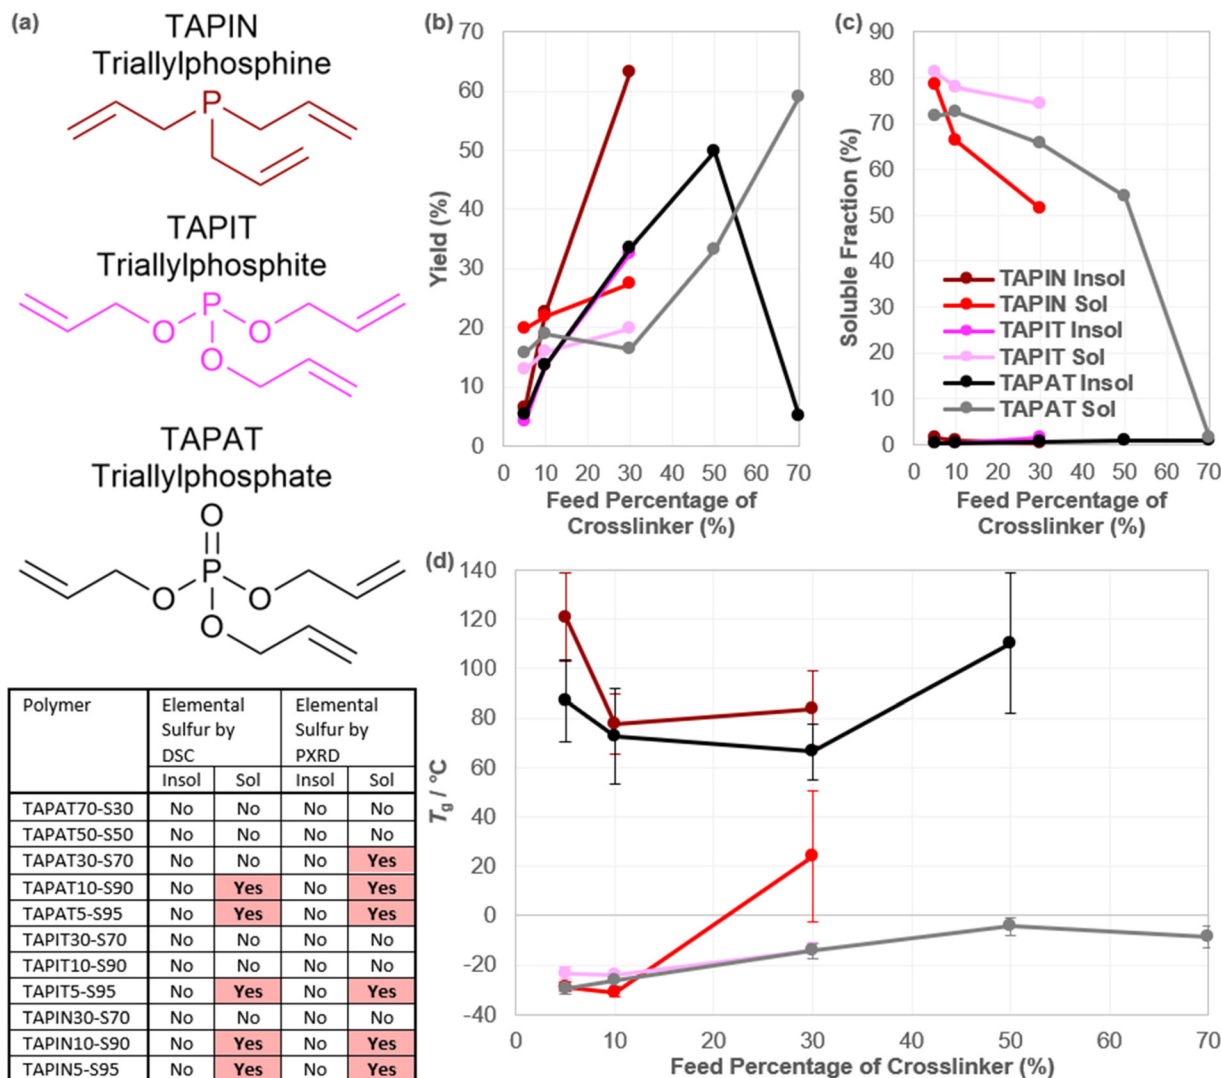 (a)
TAPIN
Triallylphosphine
P
TAPIT
Triallylphosphite
O P O
O
TAPAT
Triallylphosphate
O
O P O
O
Polymer Elemental Sulfur by DSC Elemental Sulfur by PXRD
Insol Sol Insol Sol
TAPAT70-S30 No No No No
TAPAT50-S50 No No No No
TAPAT30-S70 No No No Yes
TAPAT10-S90 No Yes No Yes
TAPAT5-S95 No Yes No Yes
TAPIT30-S70 No No No No
TAPIT10-S90 No No No No
TAPIT5-S95 No Yes No Yes
TAPIN30-S70 No No No No
TAPIN10-S90 No Yes No Yes
TAPIN5-S95 No Yes No Yes
(b)
Yield (%)
70
60
50
40
30
20
10
0
0 10 20 30 40 50 60 70
Feed Percentage of
Crosslinker (%)
(c)
Soluble Fraction (%)
90
80
70
60
50
40
30
20
10
0
TAPIN Insol
TAPIN Sol
TAPIT Insol
TAPIT Sol
TAPAT Insol
TAPAT Sol
0 10 20 30 40 50 60 70
Feed Percentage of
Crosslinker (%)
(d)
Tg / °C
140
120
100
80
60
40
20
0
-20
-40
0 10 20 30 40 50 60 70
Feed Percentage of Crosslinker (%)